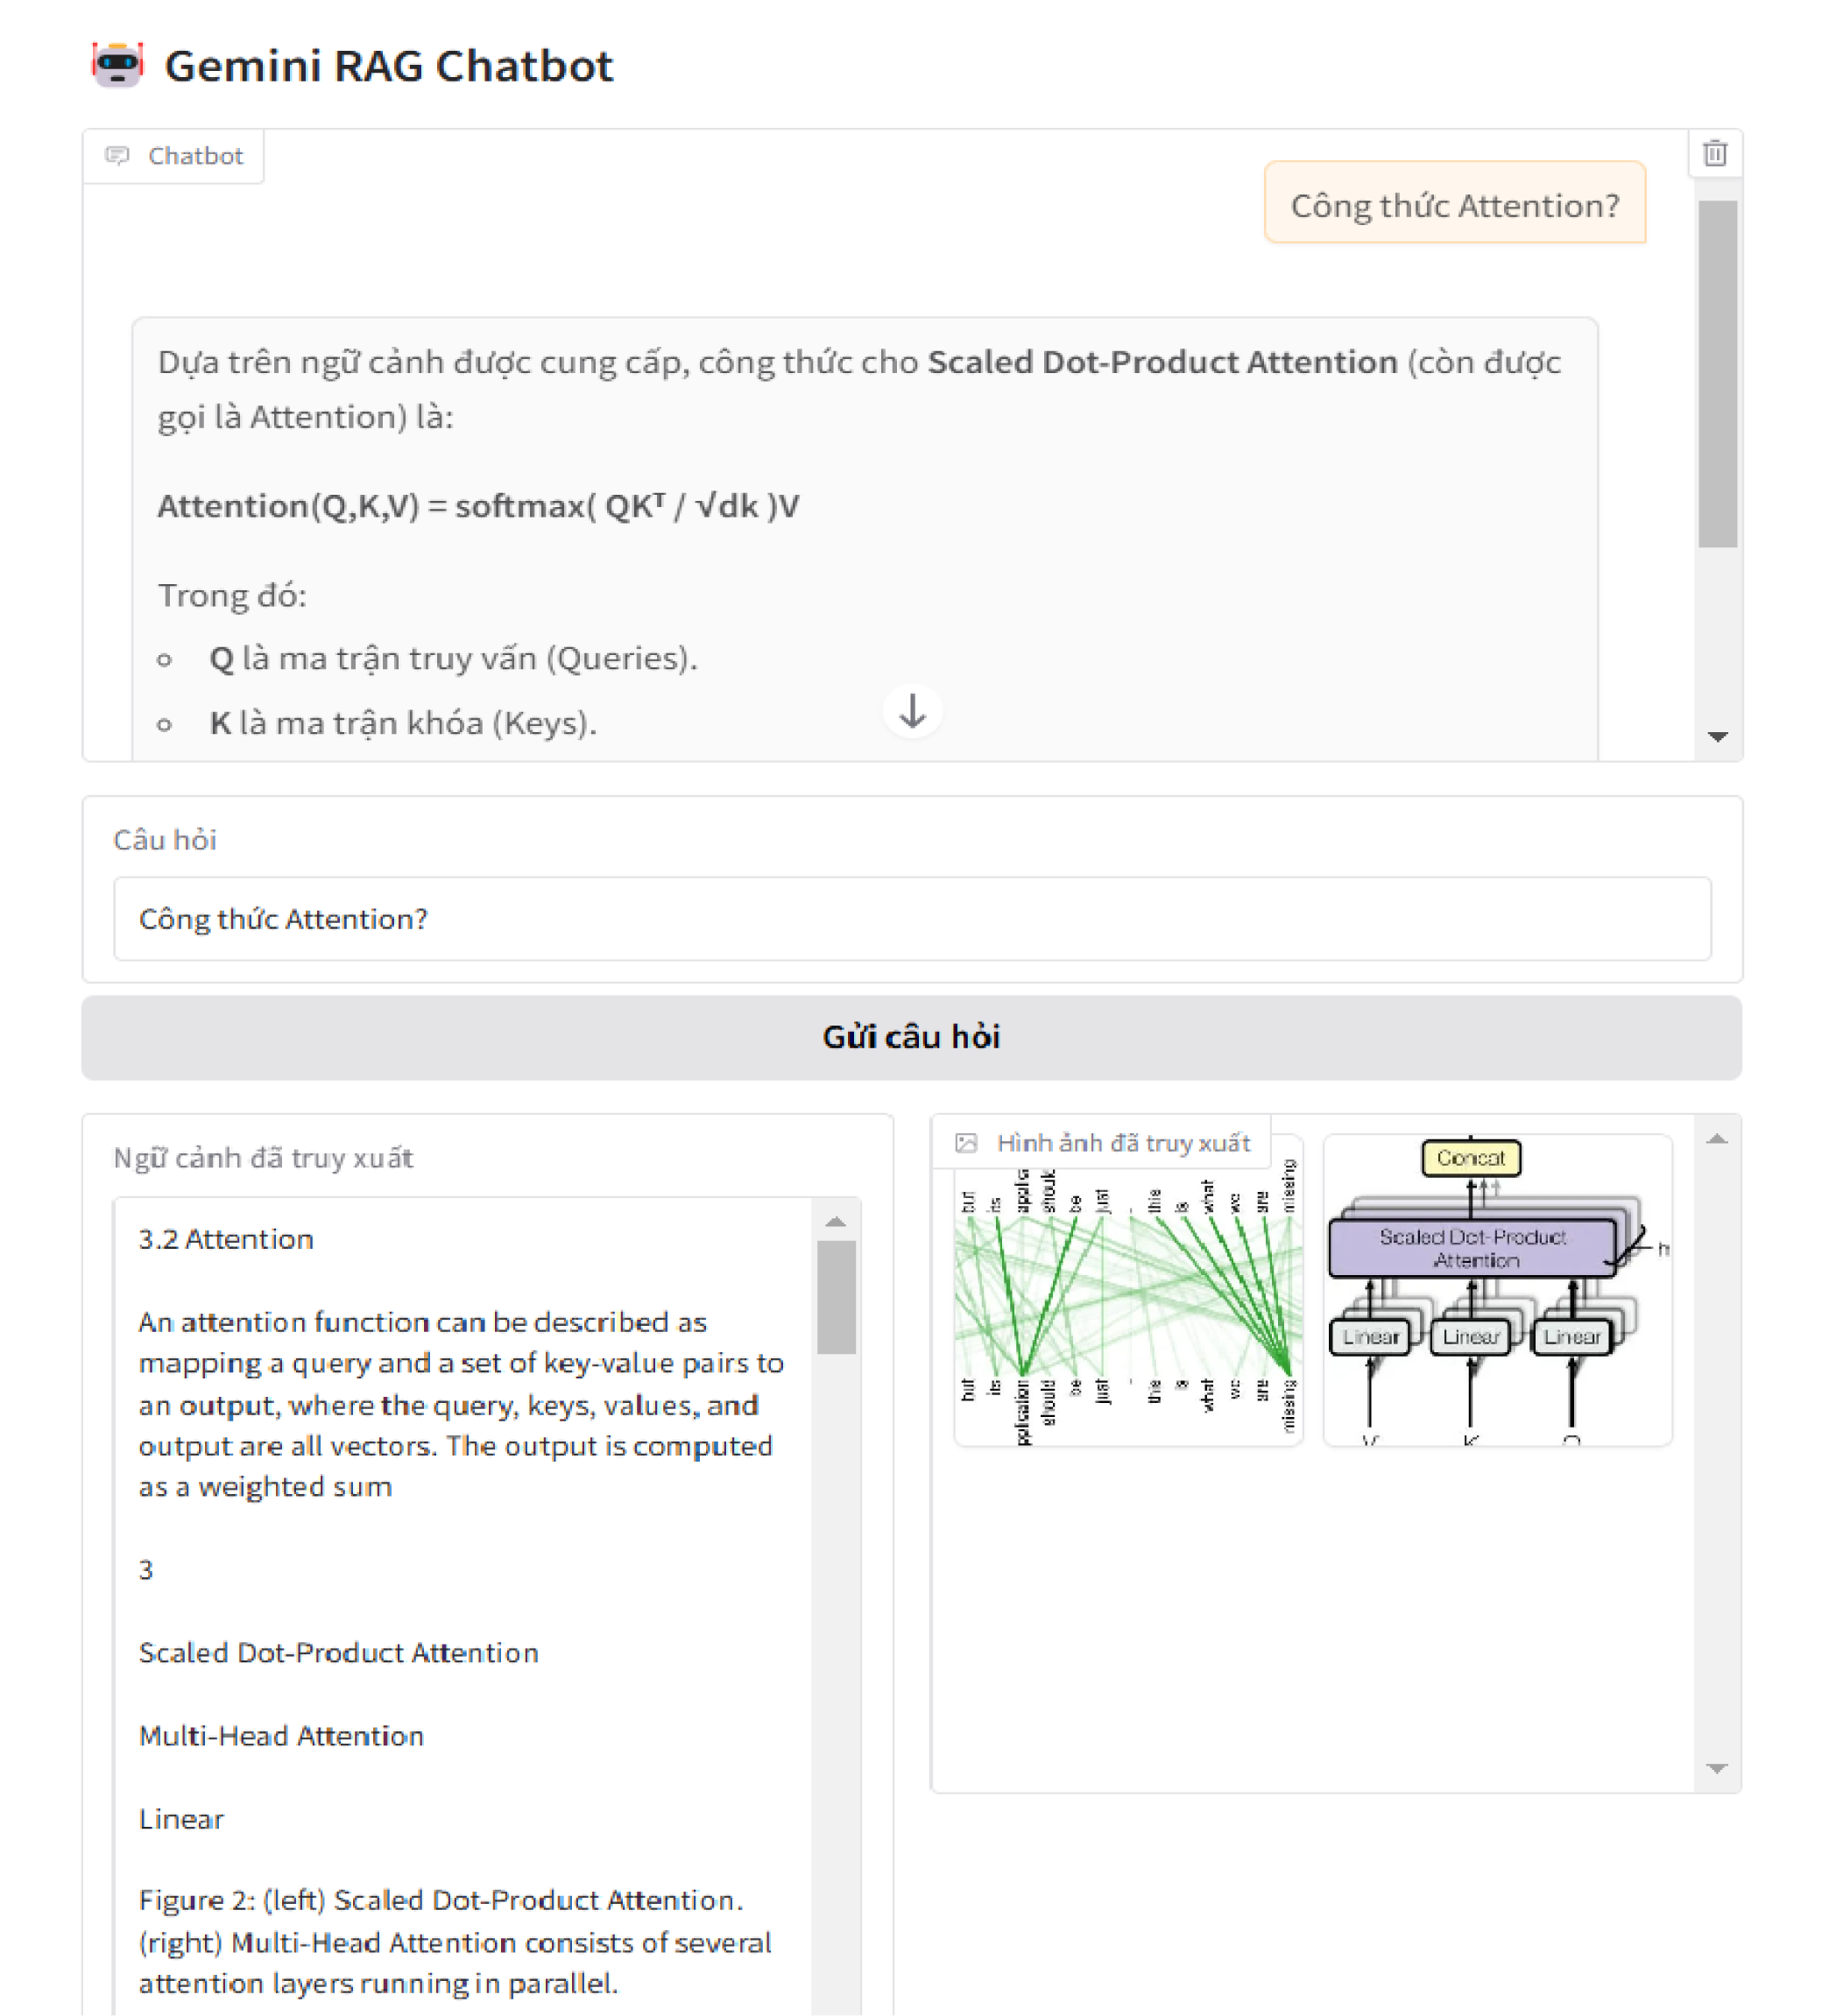 Gemini RAG Chatbot
Chatbot
Công thức Attention?
Dựa trên ngữ cảnh được cung cấp, công thức cho Scaled Dot-Product Attention (còn được
gọi là Attention) là:
Attention(Q,K,V) = softmax( QKᵀ / √dk )V
Trong đó:
Q là ma trận truy vấn (Queries).
K là ma trận khóa (Keys).
Câu hỏi
Công thức Attention?
Gửi câu hỏi
Ngữ cảnh đã truy xuất
3.2 Attention
An attention function can be described as
mapping a query and a set of key-value pairs to
an output, where the query, keys, values, and
output are all vectors. The output is computed
as a weighted sum
3
Scaled Dot-Product Attention
Multi-Head Attention
Linear
Figure 2: (left) Scaled Dot-Product Attention.
(right) Multi-Head Attention consists of several
attention layers running in parallel.
Hình ảnh đã truy xuất
but its be just - this is what we are missing
but its should be just - this is what we are missing
Concat
Scaled Dot-Product
Attention
h
Linear Linear Linear